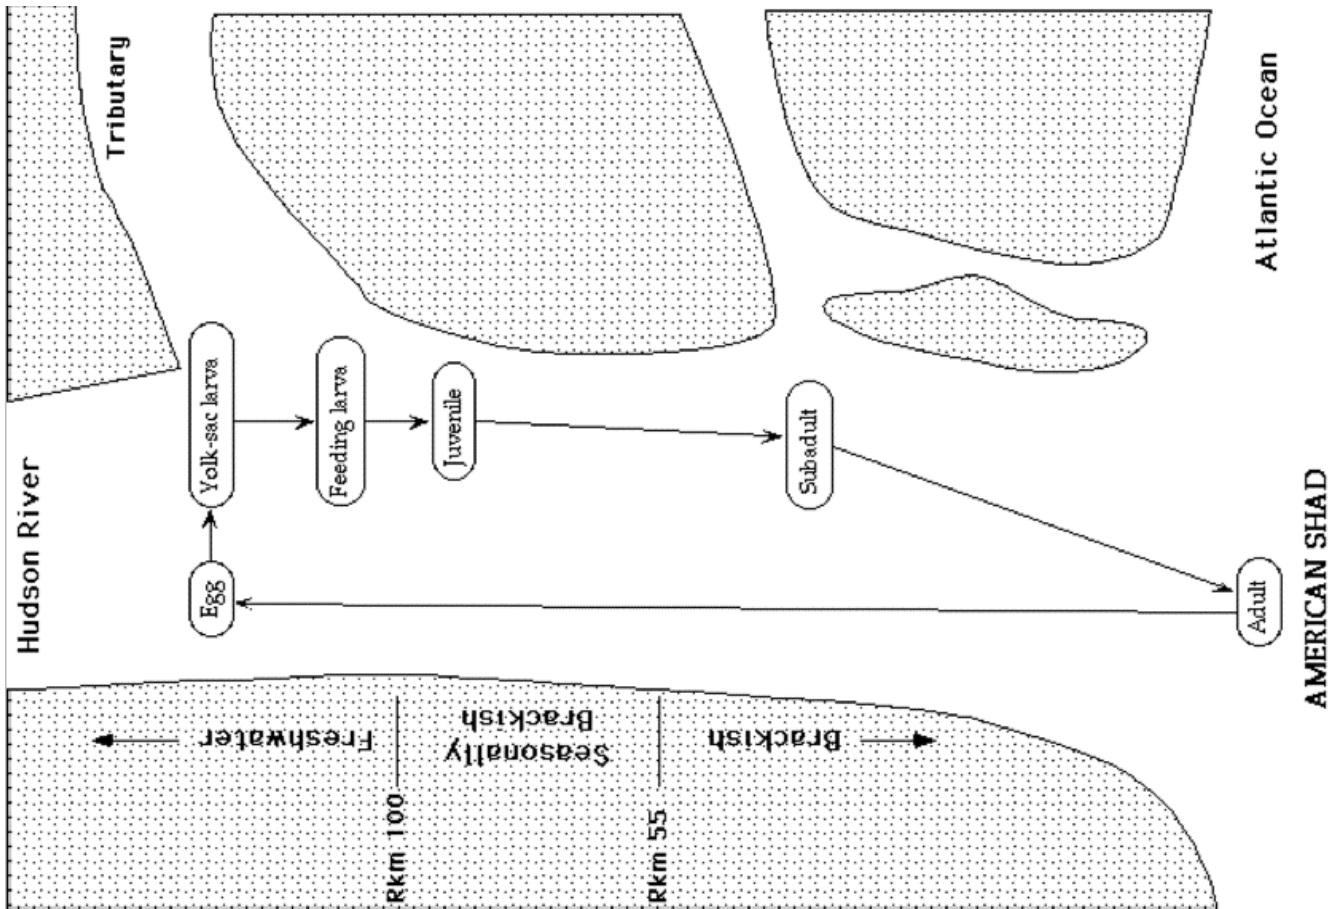 Hudson River
Tributary
Egg
Yolk-sac larva
Feeding larva
Juvenile
Subadult
Adult
Freshwater
Rkm 100
Seasonally
Brackish
Rkm 55
Brackish
Atlantic Ocean
AMERICAN SHAD